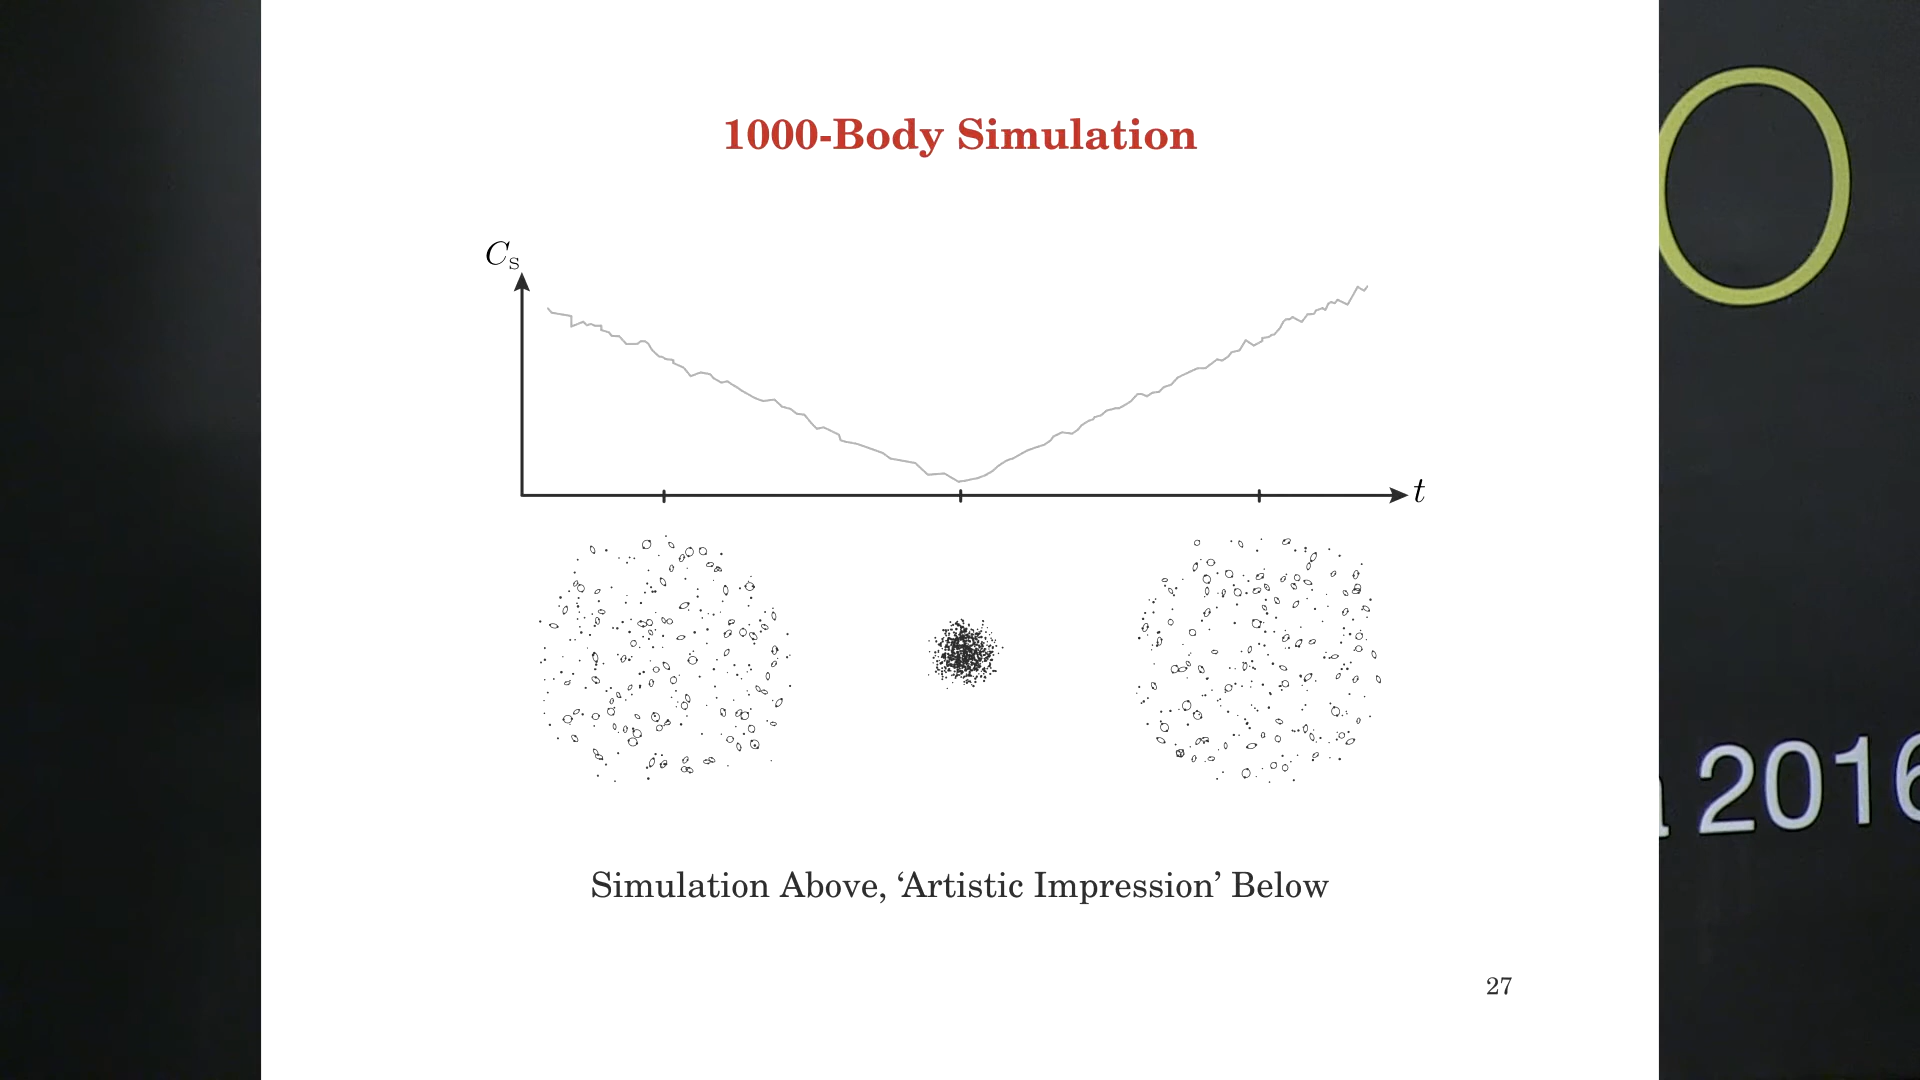 1000-Body Simulation
C_s
t
Simulation Above, ‘Artistic Impression’ Below
27
2016